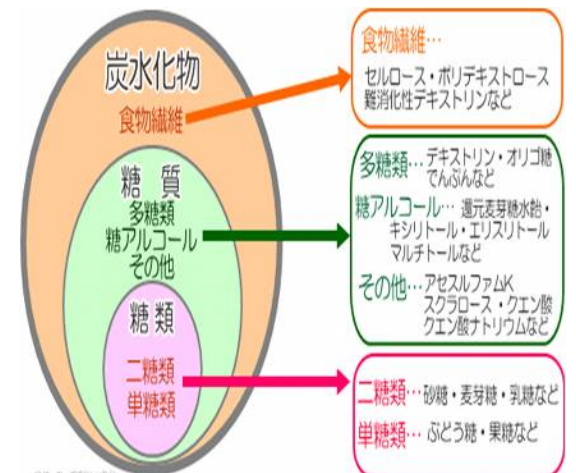 炭水化物
食物繊維
糖 質
多糖類
糖アルコール
その他
糖類
二糖類
単糖類
食物繊維…
セルロース・ポリデキストロース
難消化性デキストリンなど
多糖類…デキストリン・オリゴ糖
でんぷんなど
糖アルコール… 還元麦芽糖水飴・
キシリトール・エリスリトール
マルチトールなど
その他…アセスルファムK
スクラロース・クエン酸
クエン酸ナトリウムなど
二糖類…砂糖・麦芽糖・乳糖など
単糖類… ぶどう糖・果糖など